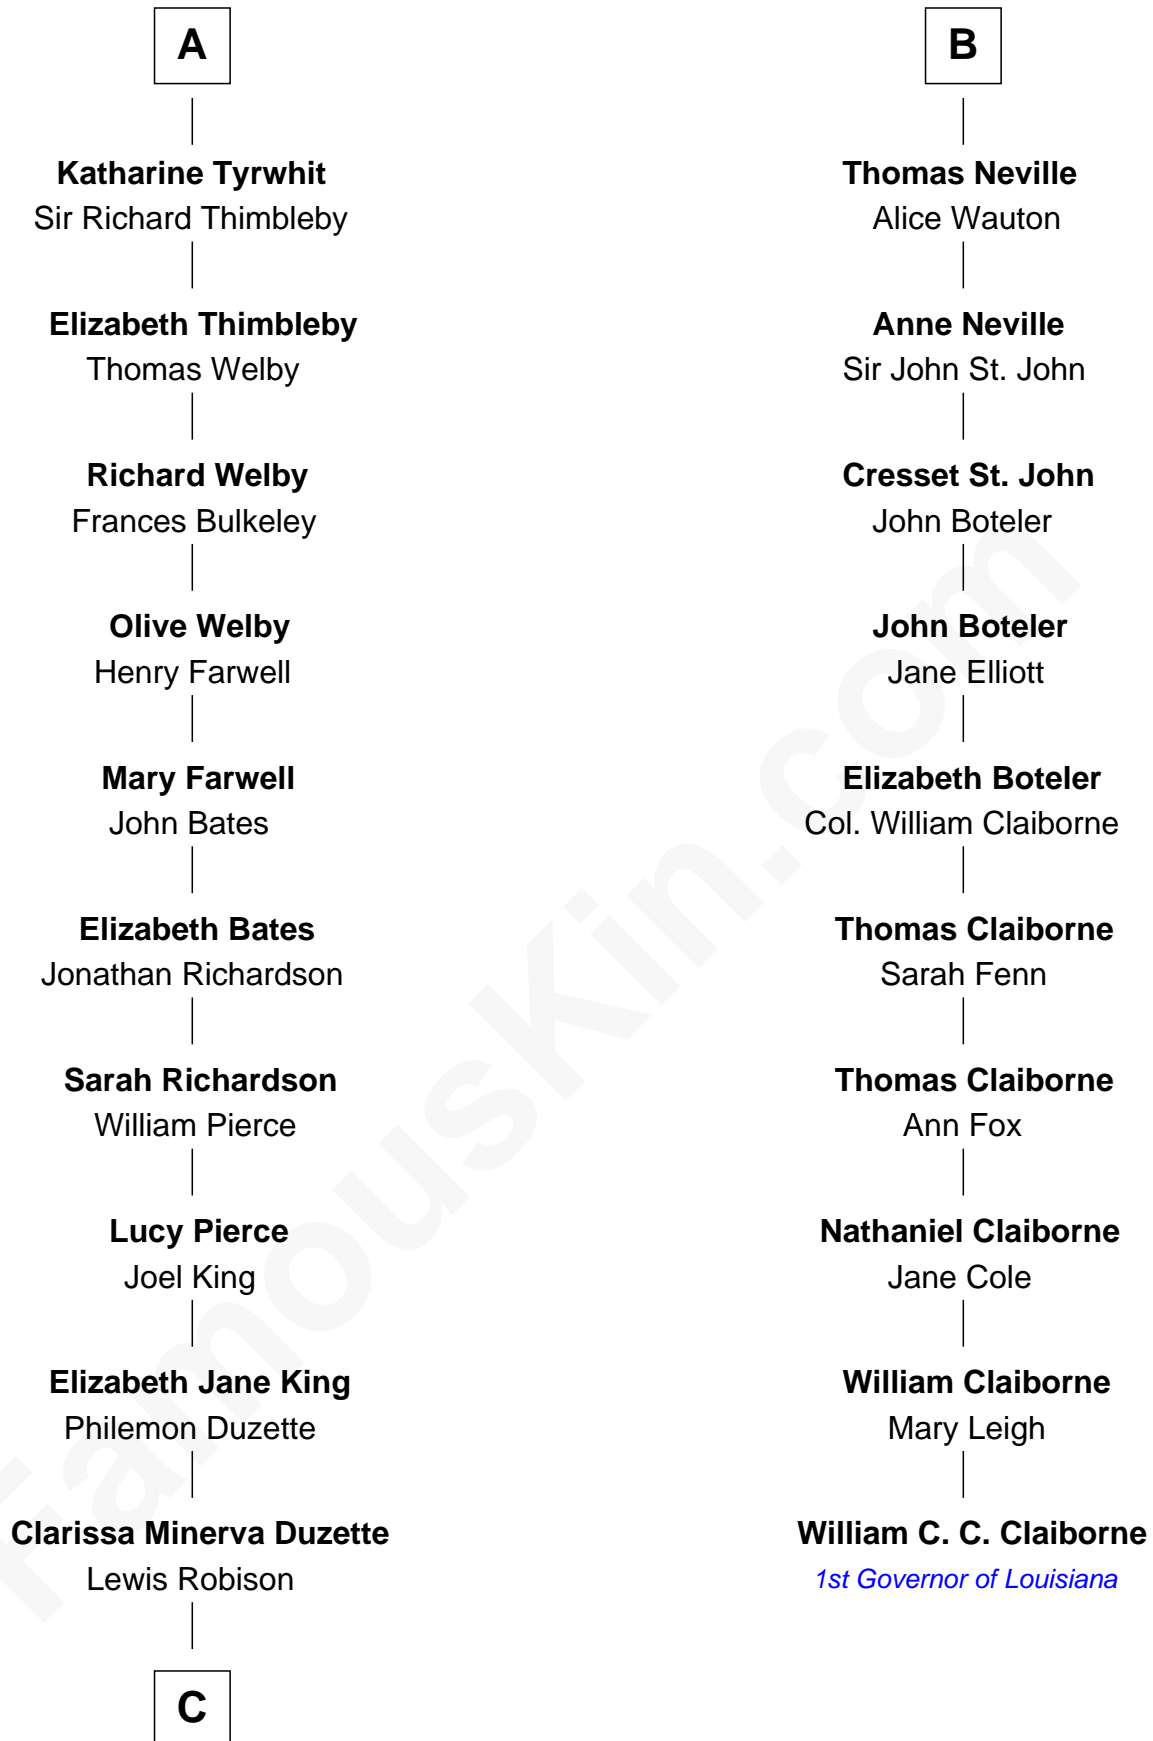 A
Katharine Tyrwhit
Sir Richard Thimbleby
Elizabeth Thimbleby
Thomas Welby
Richard Welby
Frances Bulkeley
Olive Welby
Henry Farwell
Mary Farwell
John Bates
Elizabeth Bates
Jonathan Richardson
Sarah Richardson
William Pierce
Lucy Pierce
Joel King
Elizabeth Jane King
Philemon Duzette
Clarissa Minerva Duzette
Lewis Robison
C
B
Thomas Neville
Alice Wauton
Anne Neville
Sir John St. John
Cresset St. John
John Boteler
John Boteler
Jane Elliott
Elizabeth Boteler
Col. William Claiborne
Thomas Claiborne
Sarah Fenn
Thomas Claiborne
Ann Fox
Nathaniel Claiborne
Jane Cole
William Claiborne
Mary Leigh
William C. C. Claiborne
1st Governor of Louisiana
FamousKin.com